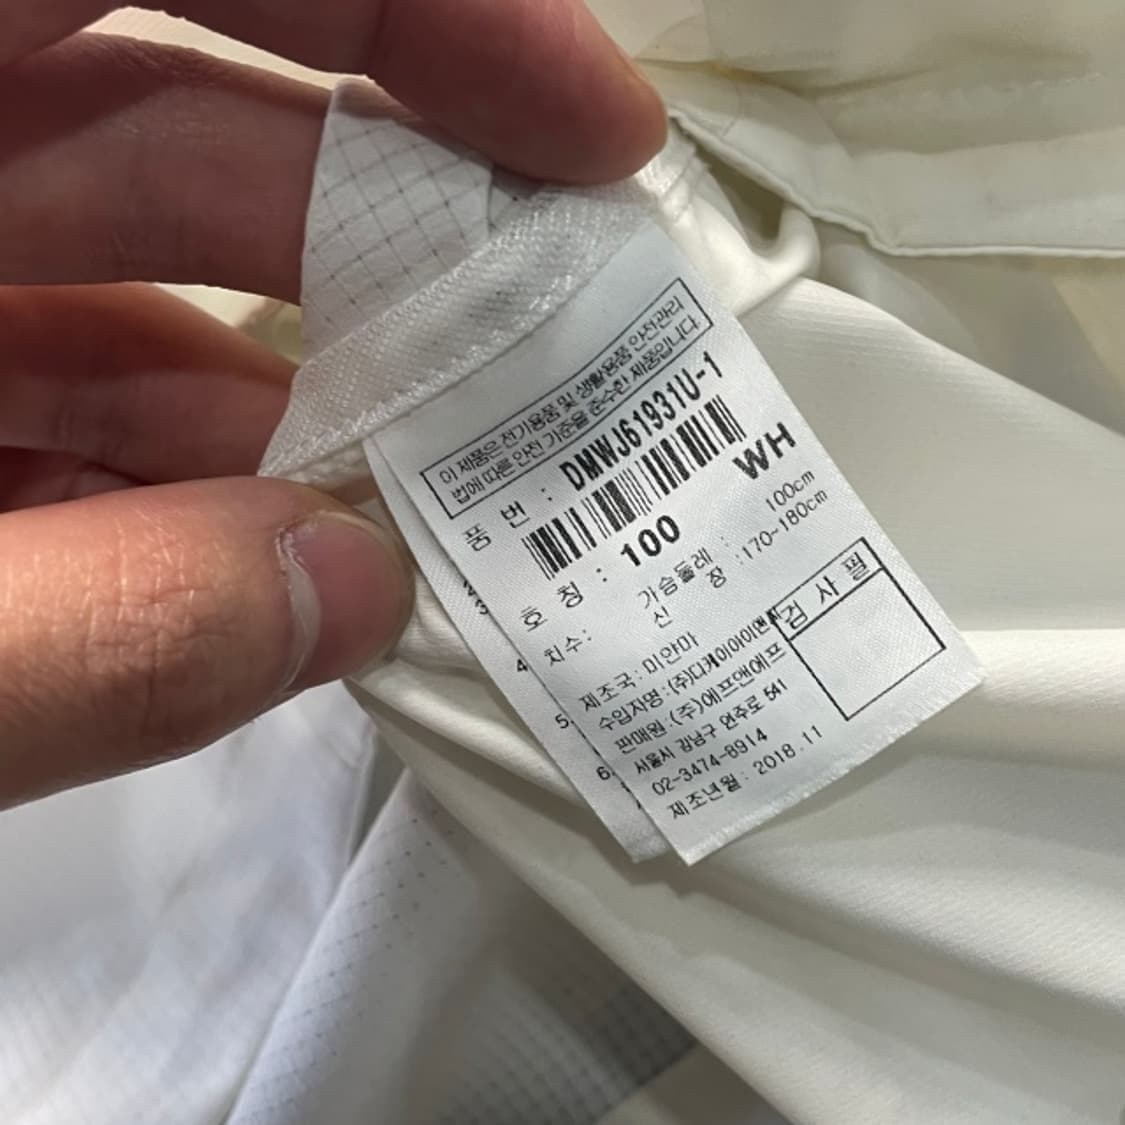 이 제품은 전기용품 및 생활용품 안전관리
법에 따른 안전 기준을 준수한 제품입니다.
품 번 : DMWJ61931U-1
WH
호 칭 : 100
치수: 가슴둘레 : 100cm
신 장 :170~180cm
검 사 필
제조국 : 미얀마
수입자명 : (주)디케이아이앤씨
판매원 : (주)에프앤에프
서울시 강남구 언주로 541
02-3474-8914
제조년월 : 2018.11
4
5.
6.